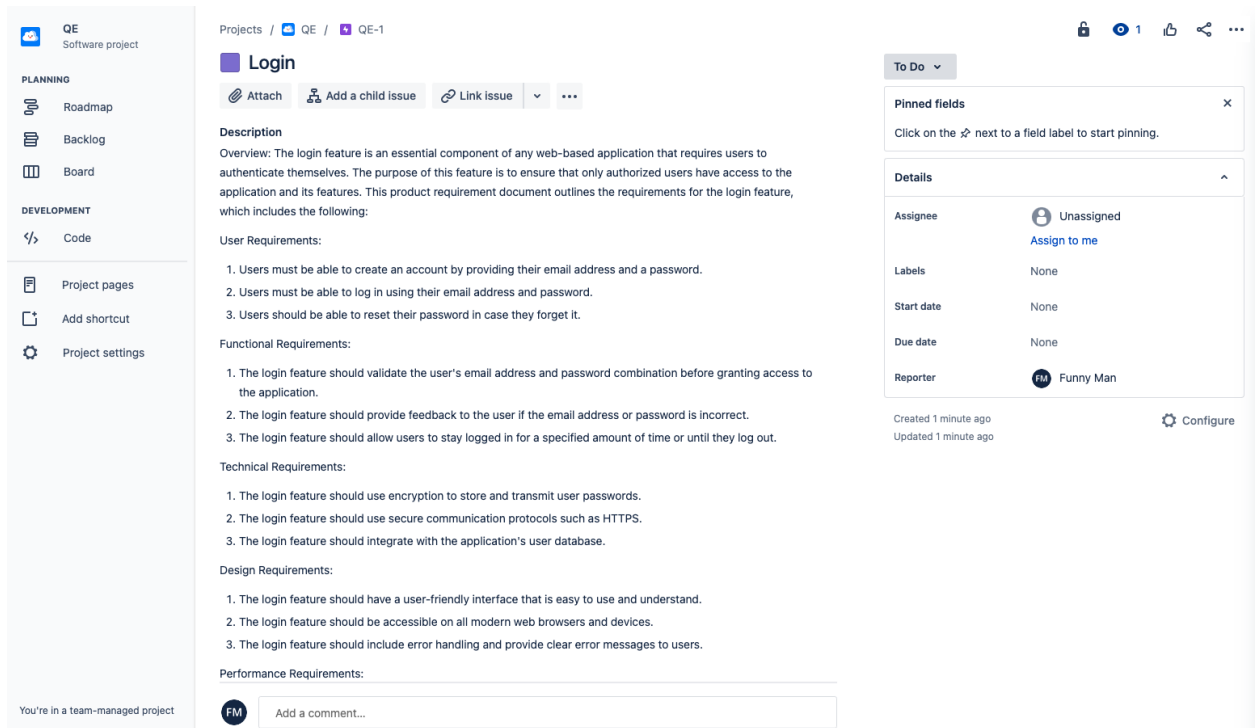 QE
Software project
PLANNING
Roadmap
Backlog
Board
DEVELOPMENT
Code
Project pages
Add shortcut
Project settings
You're in a team-managed project
Projects / QE / QE-1
Login
Attach
Add a child issue
Link issue
Description
Overview: The login feature is an essential component of any web-based application that requires users to
authenticate themselves. The purpose of this feature is to ensure that only authorized users have access to the
application and its features. This product requirement document outlines the requirements for the login feature,
which includes the following:
User Requirements:
1. Users must be able to create an account by providing their email address and a password.
2. Users must be able to log in using their email address and password.
3. Users should be able to reset their password in case they forget it.
Functional Requirements:
1. The login feature should validate the user's email address and password combination before granting access to
the application.
2. The login feature should provide feedback to the user if the email address or password is incorrect.
3. The login feature should allow users to stay logged in for a specified amount of time or until they log out.
Technical Requirements:
1. The login feature should use encryption to store and transmit user passwords.
2. The login feature should use secure communication protocols such as HTTPS.
3. The login feature should integrate with the application's user database.
Design Requirements:
1. The login feature should have a user-friendly interface that is easy to use and understand.
2. The login feature should be accessible on all modern web browsers and devices.
3. The login feature should include error handling and provide clear error messages to users.
Performance Requirements:
FM
Add a comment...
1
To Do
Pinned fields
Click on the next to a field label to start pinning.
Details
Assignee
Unassigned
Assign to me
Labels
None
Start date
None
Due date
None
Reporter
FM Funny Man
Created 1 minute ago
Updated 1 minute ago
Configure